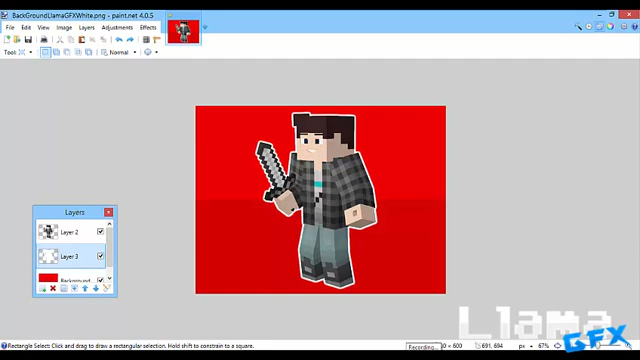 BackGroundLlamaGFXWhite.png - paint.net 4.0.5
File Edit View Image Layers Adjustments Effects
Tool: Normal
Layers
Layer 2
Layer 3
Background
Llama
GFX
Rectangle Select: Click and drag to draw a rectangular selection. Hold shift to constrain to a square.
Recording...
0 × 600
691, 694
px
67%